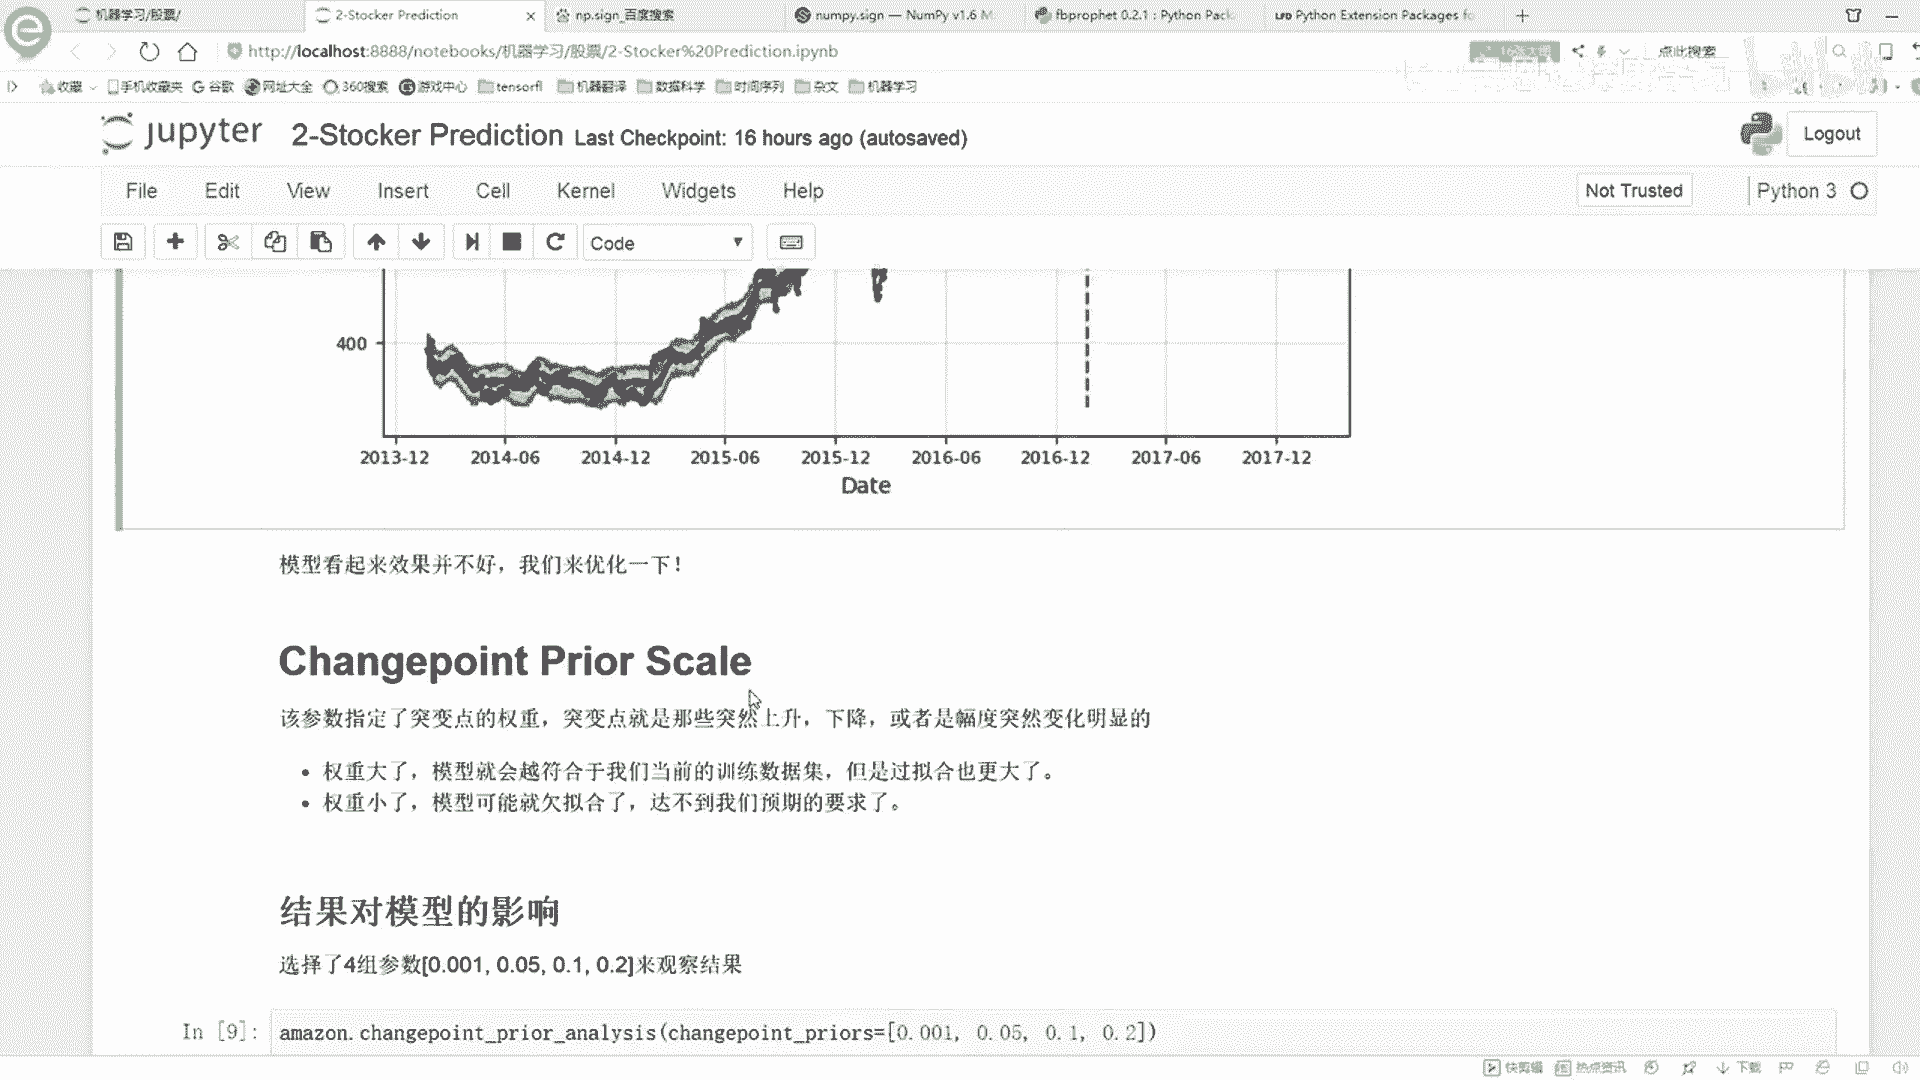 机器学习/股票/
2-Stocker Prediction
np.sign_百度搜索
numpy.sign — NumPy v1.6 M
fbprophet 0.2.1 : Python Pack
LFD Python Extension Packages fo
http://localhost:8888/notebooks/机器学习/股票/2-Stocker%20Prediction.ipynb
点此搜索
收藏 手机收藏夹 谷歌 网址大全 360搜索 游戏中心 tensorfl 机器翻译 数据科学 时间序列 杂文 机器学习
jupyter 2-Stocker Prediction Last Checkpoint: 16 hours ago (autosaved)
Logout
File Edit View Insert Cell Kernel Widgets Help
Not Trusted Python 3
Code
400
2013-12 2014-06 2014-12 2015-06 2015-12 2016-06 2016-12 2017-06 2017-12
Date
模型看起来效果并不好，我们来优化一下！
Changepoint Prior Scale
该参数指定了突变点的权重，突变点就是那些突然上升，下降，或者是幅度突然变化明显的
• 权重大了，模型就会越符合于我们当前的训练数据集，但是过拟合也更大了。
• 权重小了，模型可能就欠拟合了，达不到我们预期的要求了。
结果对模型的影响
选择了4组参数[0.001, 0.05, 0.1, 0.2]来观察结果
In [9]: amazon.changepoint_prior_analysis(changepoint_priors=[0.001, 0.05, 0.1, 0.2])
快剪辑 热点资讯 下载